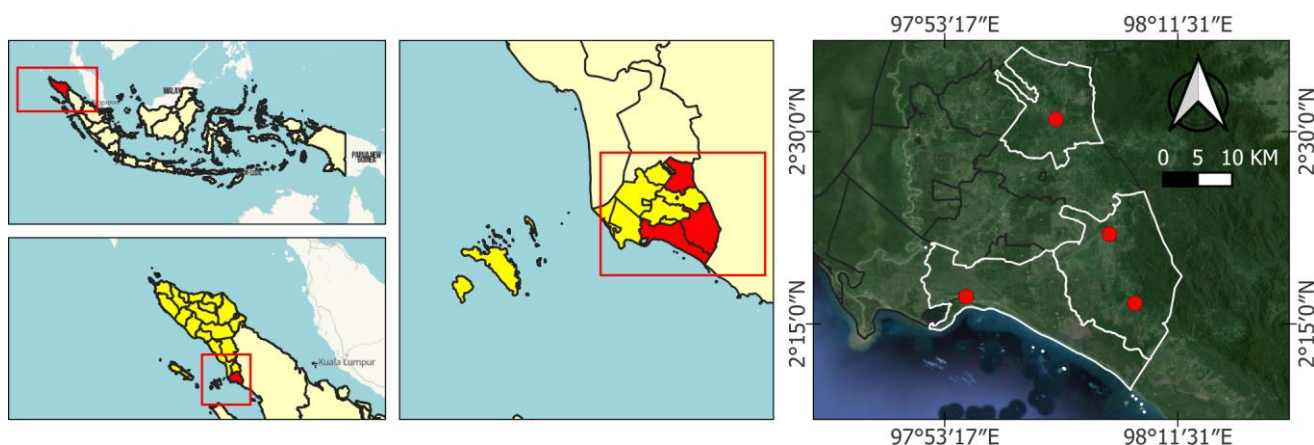 97°53′17″E 98°11′31″E
MALAY
PAPUA NEW
GUINEA
Kuala Lumpur
0 5 10 KM
2°30′0″N
2°30′0″N
2°15′0″N
2°15′0″N
97°53′17″E 98°11′31″E